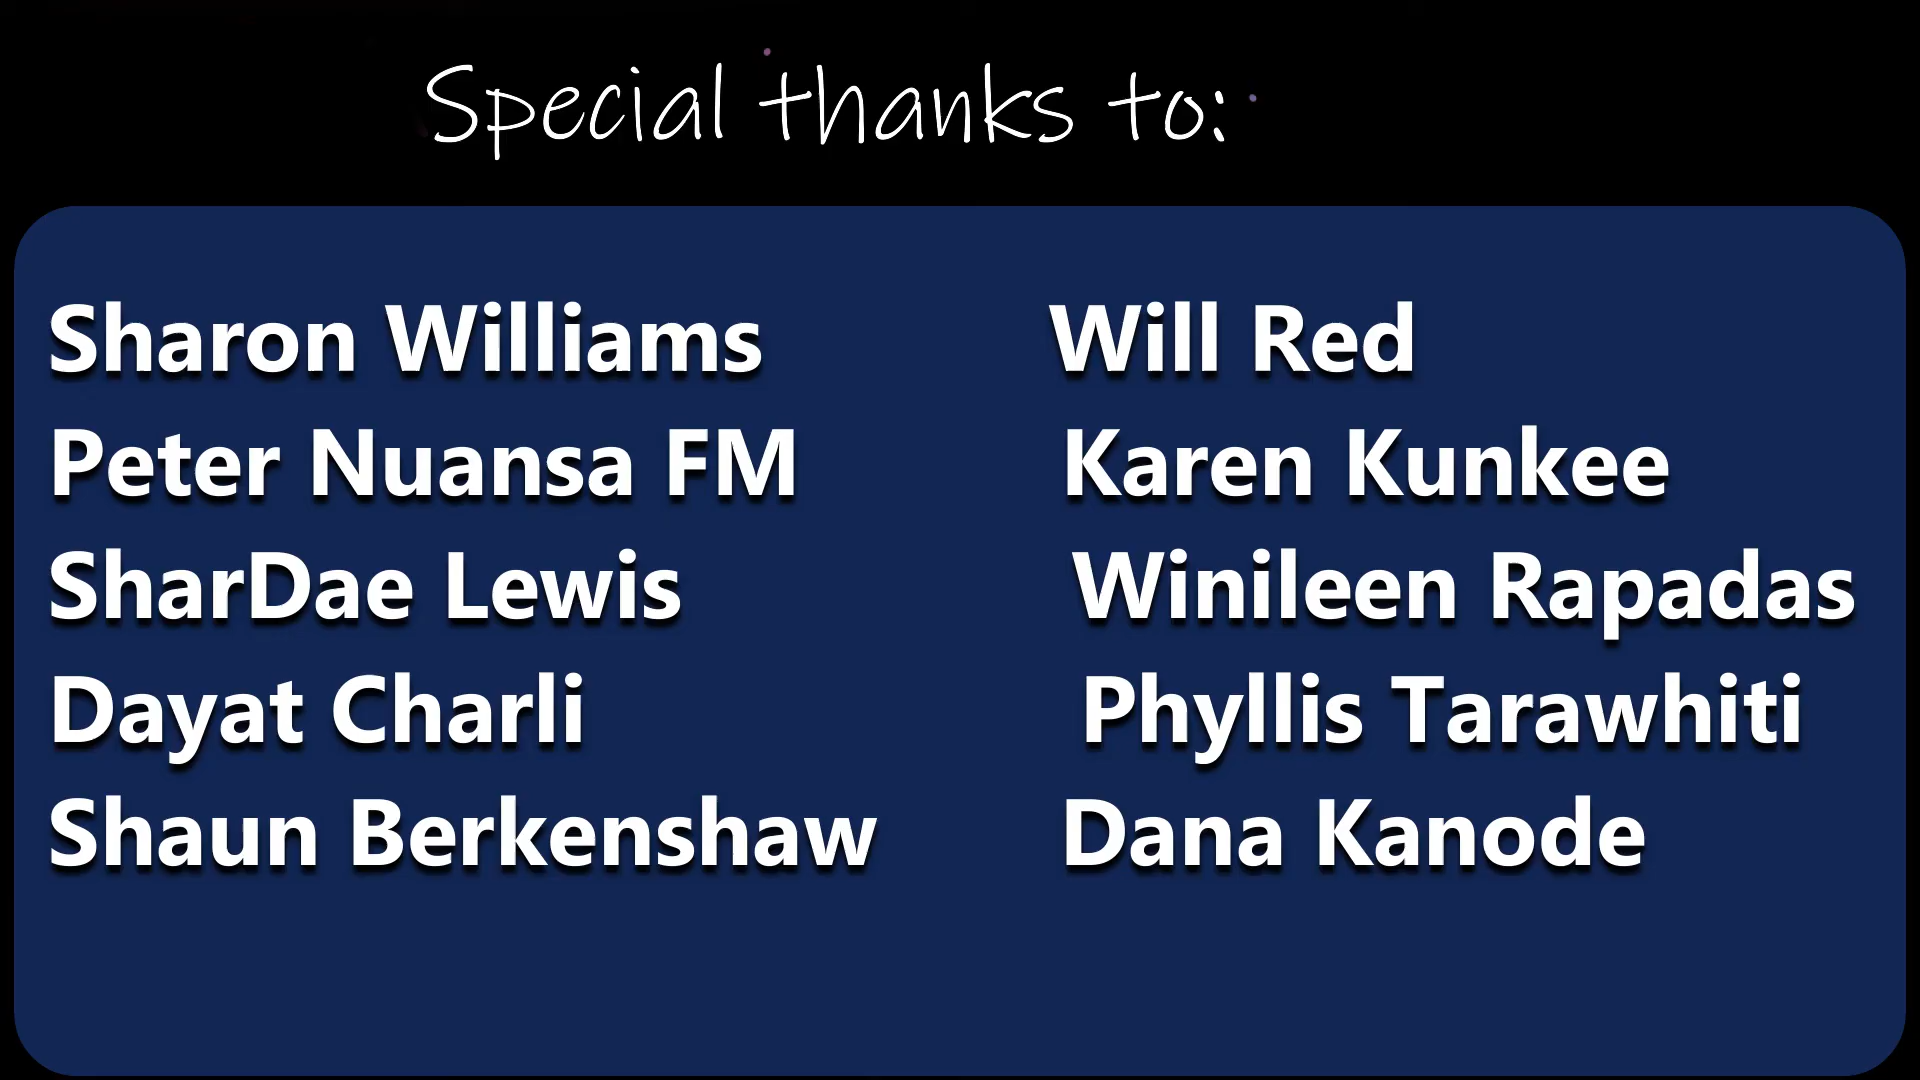 Special thanks to:
Sharon Williams
Peter Nuansa FM
SharDae Lewis
Dayat Charli
Shaun Berkenshaw
Will Red
Karen Kunkee
Winileen Rapadas
Phyllis Tarawhiti
Dana Kanode